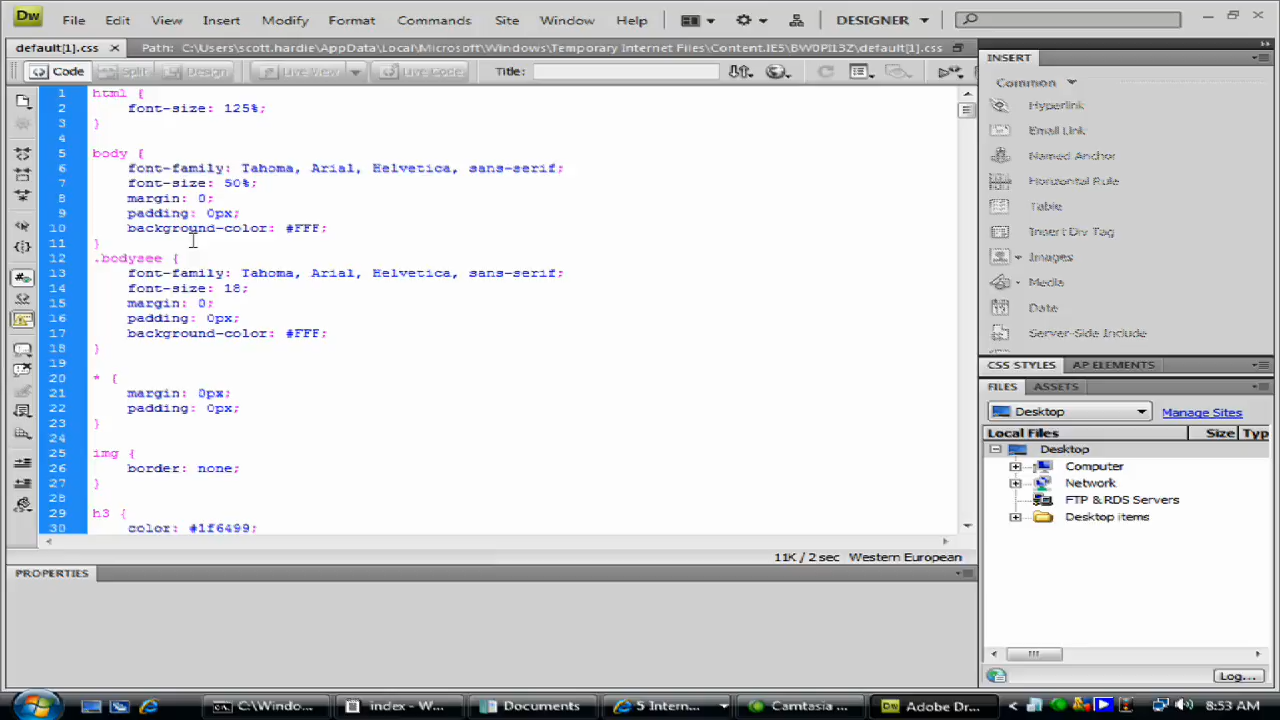 Dw File Edit View Insert Modify Format Commands Site Window Help DESIGNER
default[1].css Path: C:\Users\scott.hardie\AppData\Local\Microsoft\Windows\Temporary Internet Files\Content.IE5\BW0PI13Z\default[1].css
Code Split Design Live View Live Code Title:
1 html {
2 font-size: 125%;
3 }
4
5 body {
6 font-family: Tahoma, Arial, Helvetica, sans-serif;
7 font-size: 50%;
8 margin: 0;
9 padding: 0px;
10 background-color: #FFF;
11 }
12 .bodysee {
13 font-family: Tahoma, Arial, Helvetica, sans-serif;
14 font-size: 18;
15 margin: 0;
16 padding: 0px;
17 background-color: #FFF;
18 }
19
20 * {
21 margin: 0px;
22 padding: 0px;
23 }
24
25 img {
26 border: none;
27 }
28
29 h3 {
30 color: #1f6499;
11K / 2 sec Western European
PROPERTIES
INSERT
Common
Hyperlink
Email Link
Named Anchor
Horizontal Rule
Table
Insert Div Tag
Images
Media
Date
Server-Side Include
CSS STYLES AP ELEMENTS
FILES ASSETS
Desktop Manage Sites
Local Files Size Typ
Desktop
Computer
Network
FTP & RDS Servers
Desktop items
Log...
C:\Windo... index - W... Documents 5 Intern... Camtasia ... Dw Adobe Dr... < 8:53 AM